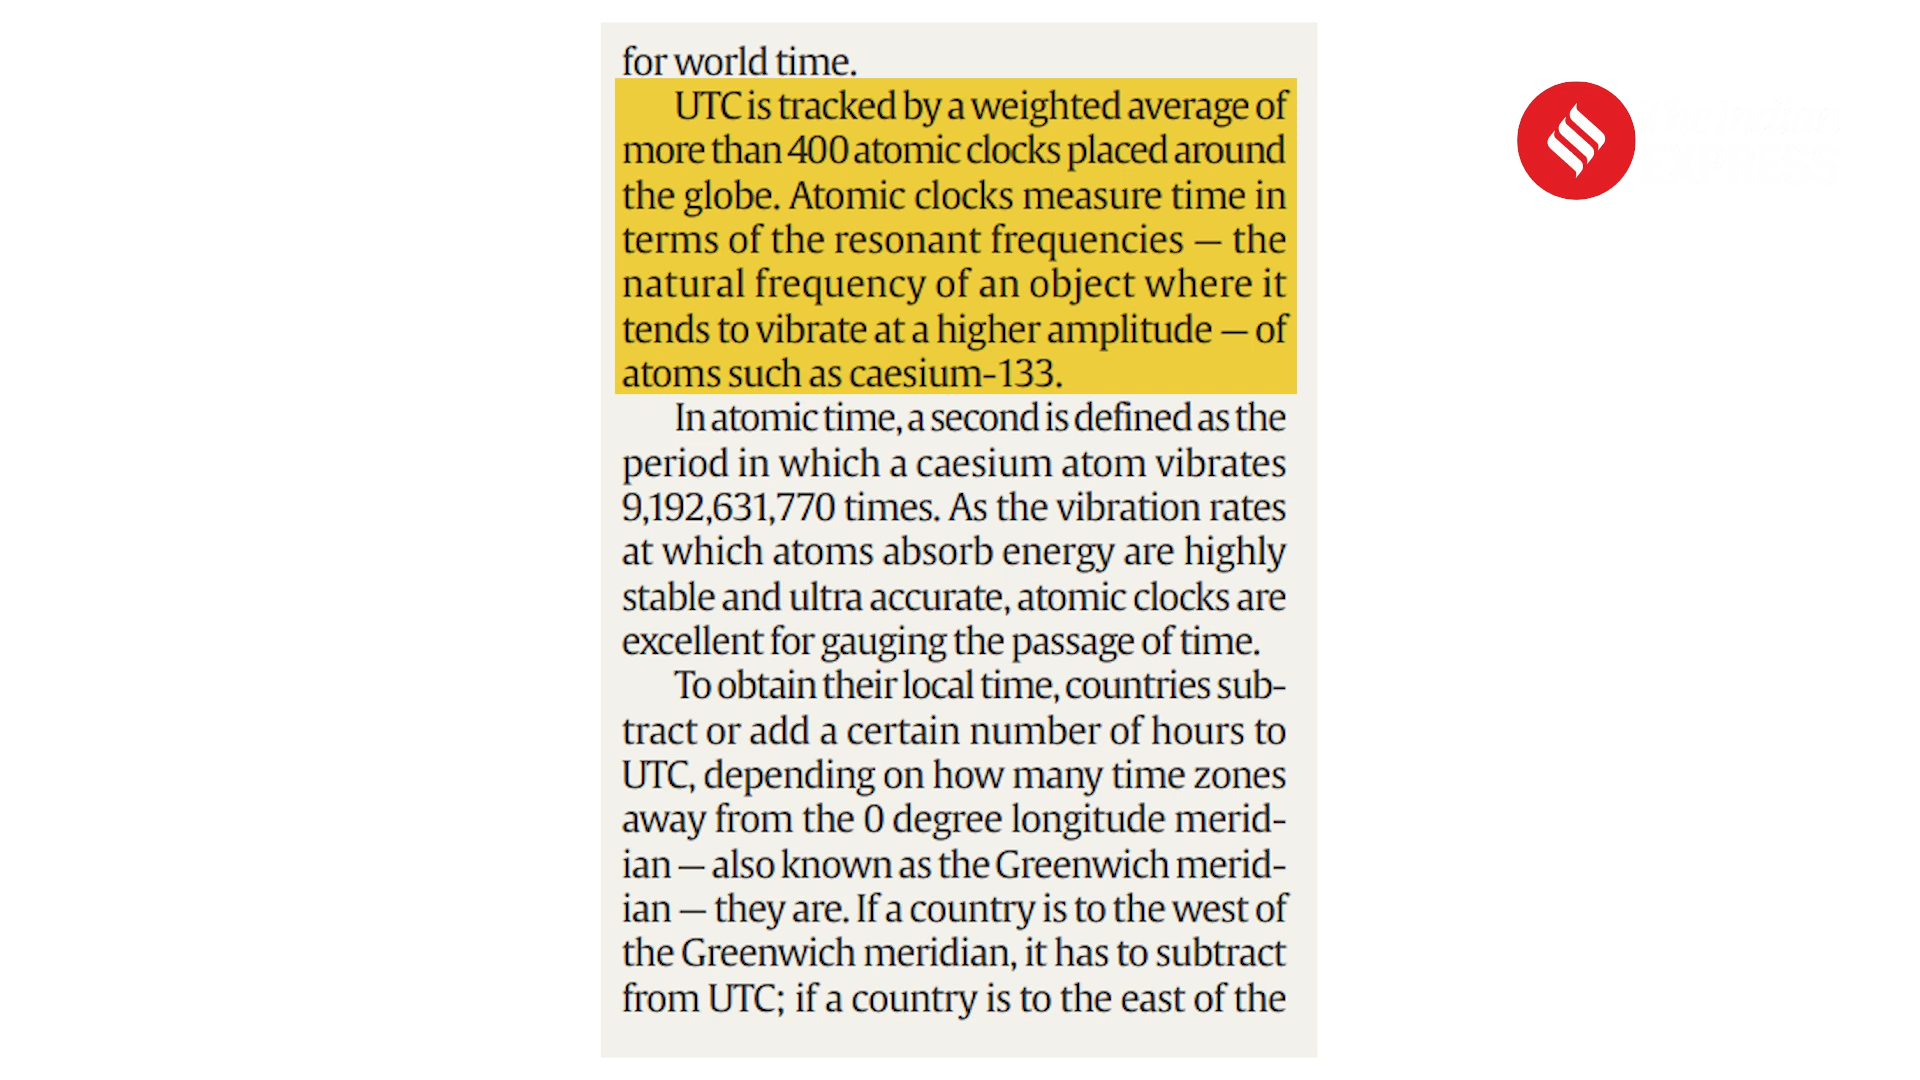 for world time.
UTC is tracked by a weighted average of
more than 400 atomic clocks placed around
the globe. Atomic clocks measure time in
terms of the resonant frequencies — the
natural frequency of an object where it
tends to vibrate at a higher amplitude — of
atoms such as caesium-133.
In atomic time, a second is defined as the
period in which a caesium atom vibrates
9,192,631,770 times. As the vibration rates
at which atoms absorb energy are highly
stable and ultra accurate, atomic clocks are
excellent for gauging the passage of time.
To obtain their local time, countries sub-
tract or add a certain number of hours to
UTC, depending on how many time zones
away from the 0 degree longitude merid-
ian — also known as the Greenwich merid-
ian — they are. If a country is to the west of
the Greenwich meridian, it has to subtract
from UTC; if a country is to the east of the